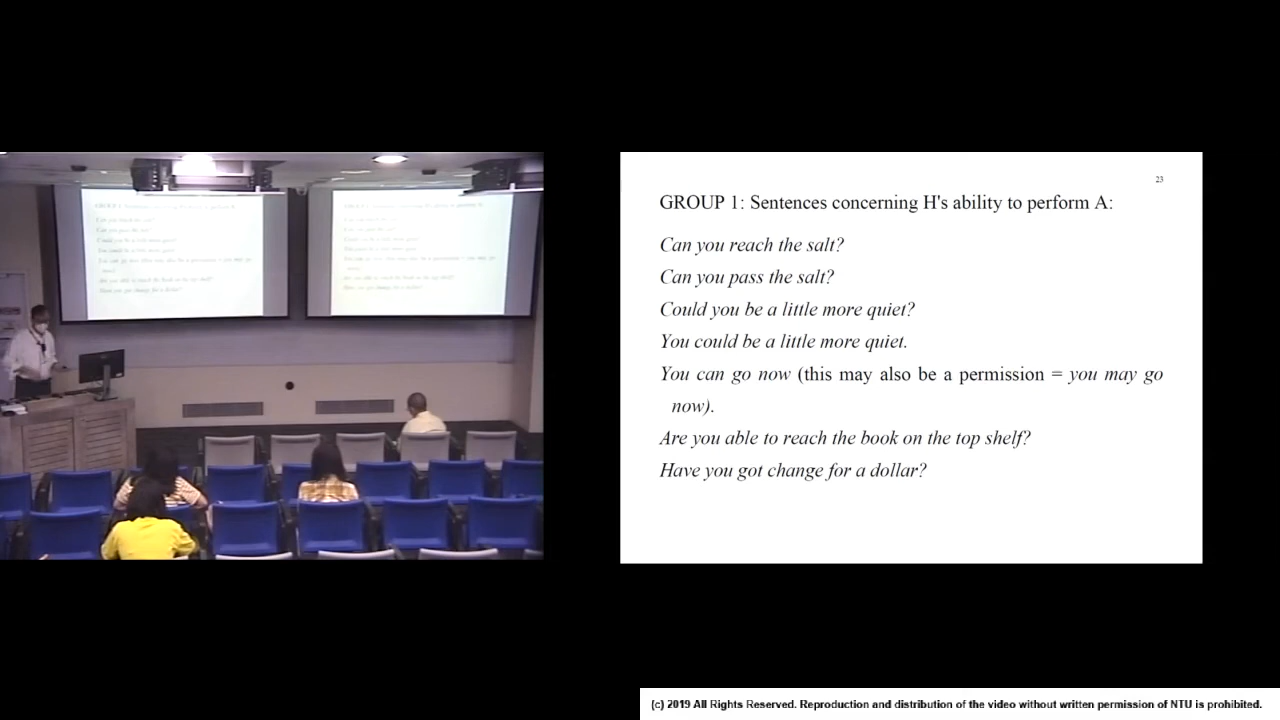 23
GROUP 1: Sentences concerning H's ability to perform A:
Can you reach the salt?
Can you pass the salt?
Could you be a little more quiet?
You could be a little more quiet.
You can go now (this may also be a permission = you may go
now).
Are you able to reach the book on the top shelf?
Have you got change for a dollar?
(c) 2019 All Rights Reserved. Reproduction and distribution of the video without written permission of NTU is prohibited.